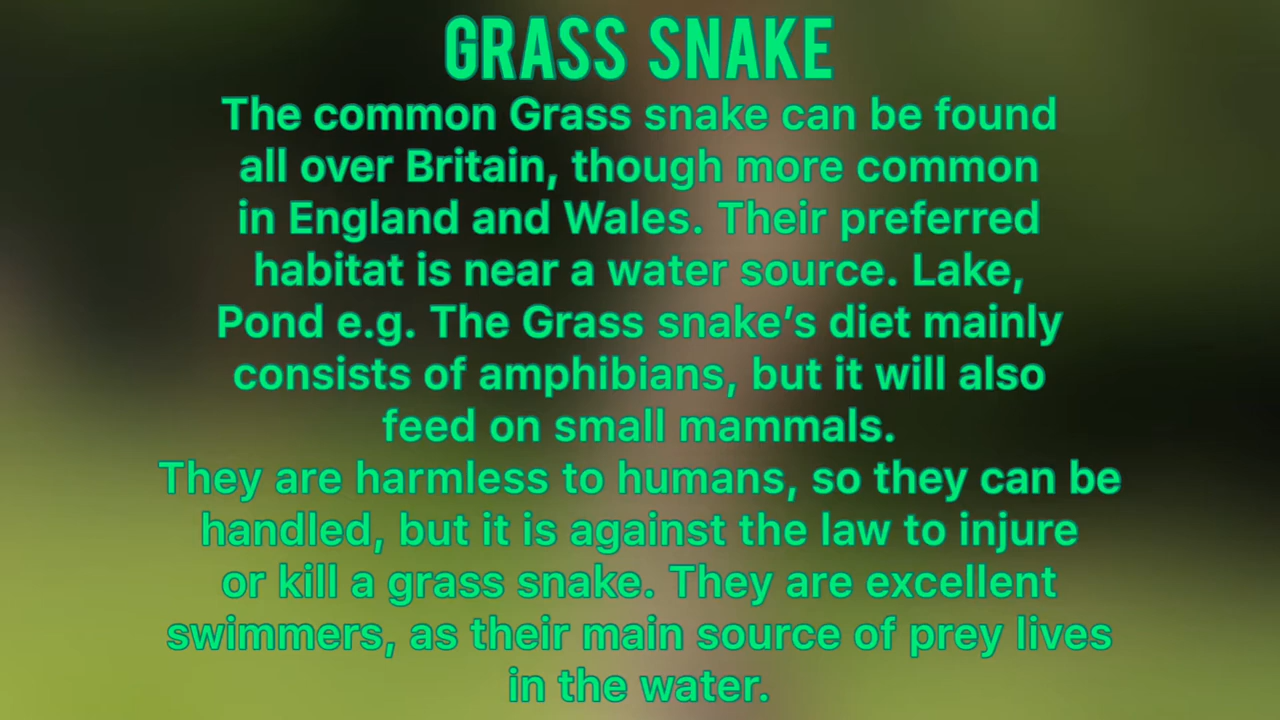 GRASS SNAKE
The common Grass snake can be found
all over Britain, though more common
in England and Wales. Their preferred
habitat is near a water source. Lake,
Pond e.g. The Grass snake’s diet mainly
consists of amphibians, but it will also
feed on small mammals.
They are harmless to humans, so they can be
handled, but it is against the law to injure
or kill a grass snake. They are excellent
swimmers, as their main source of prey lives
in the water.